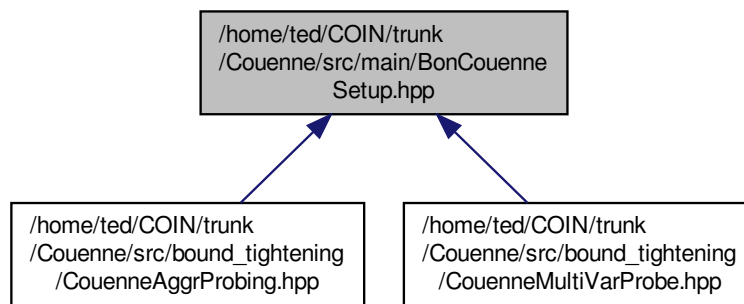 /home/ted/COIN/trunk
/Couenne/src/main/BonCouenne
Setup.hpp
/home/ted/COIN/trunk
/Couenne/src/bound_tightening
/CouenneAggrProbing.hpp
/home/ted/COIN/trunk
/Couenne/src/bound_tightening
/CouenneMultiVarProbe.hpp